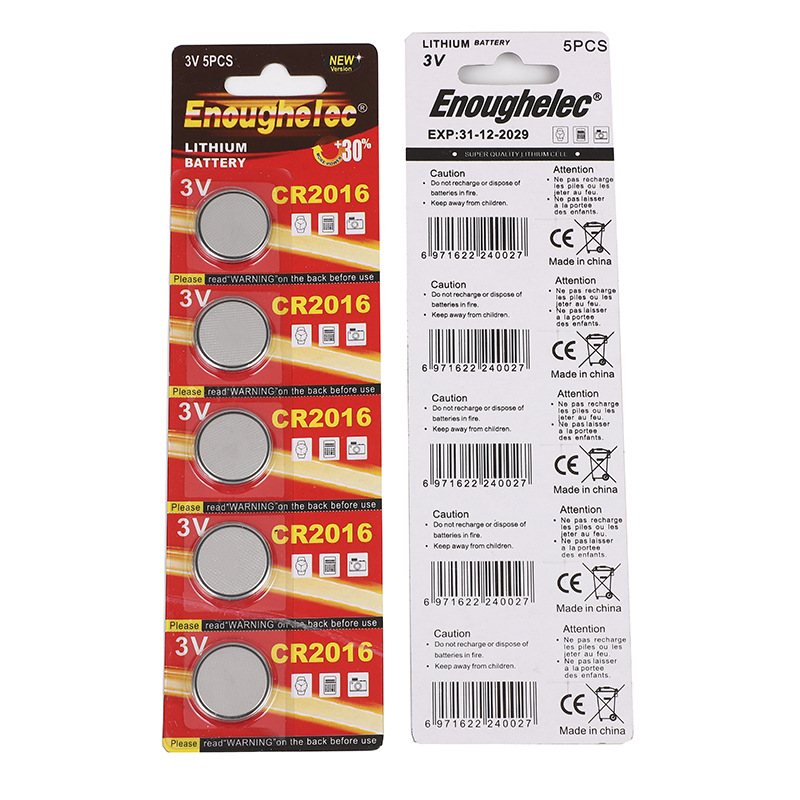 3V 5PCS
NEW
Version
Enoughelec®
LITHIUM
BATTERY
+30%
3V
CR2016
Please read"WARNING"on the back before use
3V
CR2016
Please read"WARNING"on the back before use
3V
CR2016
Please read"WARNING"on the back before use
3V
CR2016
Please read"WARNING"on the back before use
3V
CR2016
Please read"WARNING"on the back before use
LITHIUM BATTERY
5PCS
3V
Enoughelec®
EXP:31-12-2029
SUPER QUALITY LITHIUM CELL
Caution
• Do not recharge or dispose of
batteries in fire.
• Keep away from children.
6 971622 240027
Attention
• Ne pas recharge
les piles ou les
jeter au feu.
• Ne pas laisser
a la portee
des enfants.
CE
Made in china
Caution
• Do not recharge or dispose of
batteries in fire.
• Keep away from children.
6 971622 240027
Attention
• Ne pas recharge
les piles ou les
jeter au feu.
• Ne pas laisser
a la portee
des enfants.
CE
Made in china
Caution
• Do not recharge or dispose of
batteries in fire.
• Keep away from children.
6 971622 240027
Attention
• Ne pas recharge
les piles ou les
jeter au feu.
• Ne pas laisser
a la portee
des enfants.
CE
Made in china
Caution
• Do not recharge or dispose of
batteries in fire.
• Keep away from children.
6 971622 240027
Attention
• Ne pas recharge
les piles ou les
jeter au feu.
• Ne pas laisser
a la portee
des enfants.
CE
Made in china
Caution
• Do not recharge or dispose of
batteries in fire.
• Keep away from children.
6 971622 240027
Attention
• Ne pas recharge
les piles ou les
jeter au feu.
• Ne pas laisser
a la portee
des enfants.
CE
Made in china